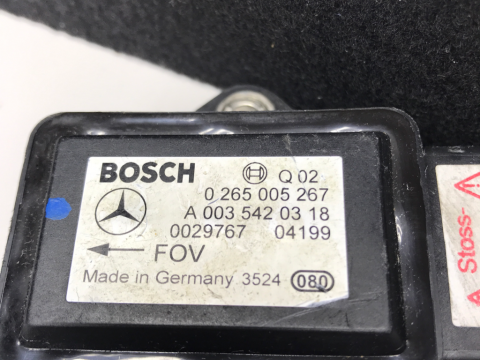 BOSCH Q 02
0 265 005 267
A 003 542 03 18
0029767 04199
FOV
Made in Germany 3524 080
Stoss-